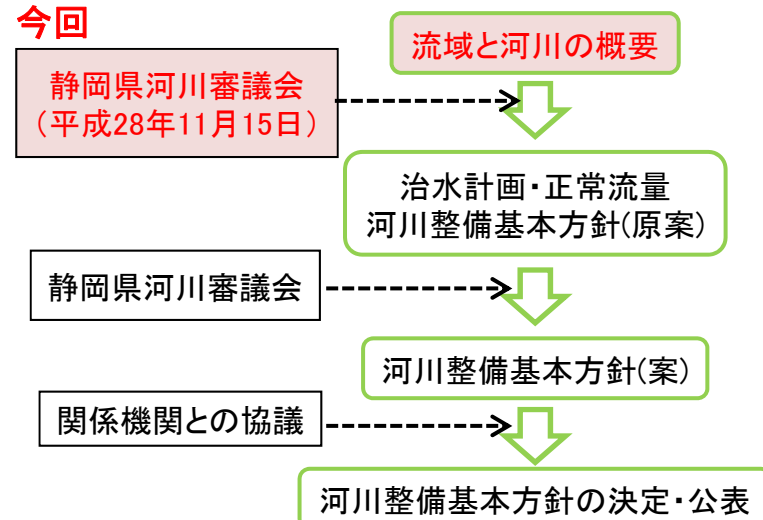 今回
流域と河川の概要
静岡県河川審議会
（平成28年11月15日）
治水計画・正常流量
河川整備基本方針(原案)
静岡県河川審議会
河川整備基本方針(案)
関係機関との協議
河川整備基本方針の決定・公表